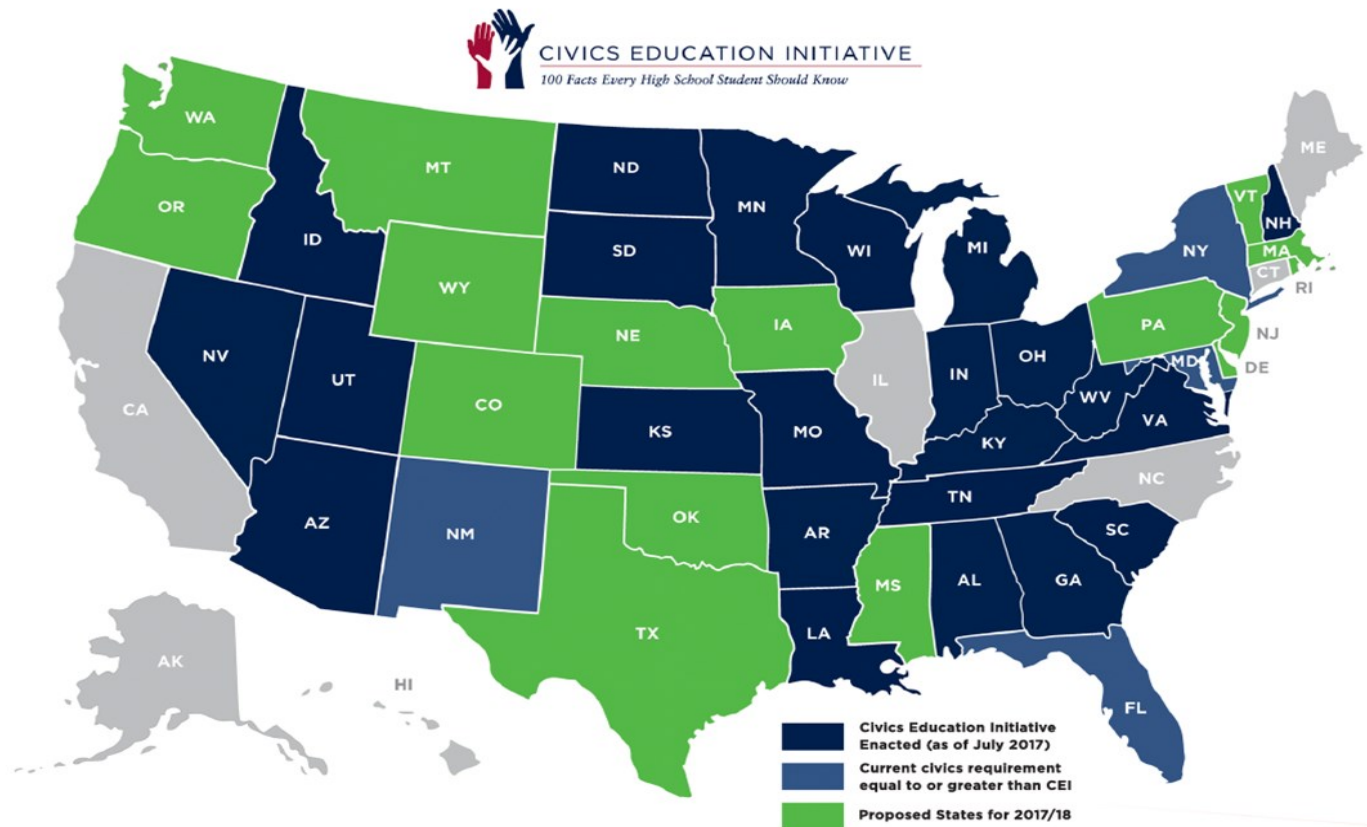 CIVICS EDUCATION INITIATIVE
100 Facts Every High School Student Should Know
WA
MT
ND
MN
ME
OR
ID
SD
WI
MI
VT
NH
NY
MA
CT
RI
WY
IA
PA
NJ
NE
DE
NV
UT
CO
IL
IN
OH
MD
WV
VA
CA
KS
MO
KY
NC
TN
AZ
NM
OK
AR
SC
MS
AL
GA
TX
LA
AK
HI
FL
Civics Education Initiative
Enacted (as of July 2017)
Current civics requirement
equal to or greater than CEI
Proposed States for 2017/18